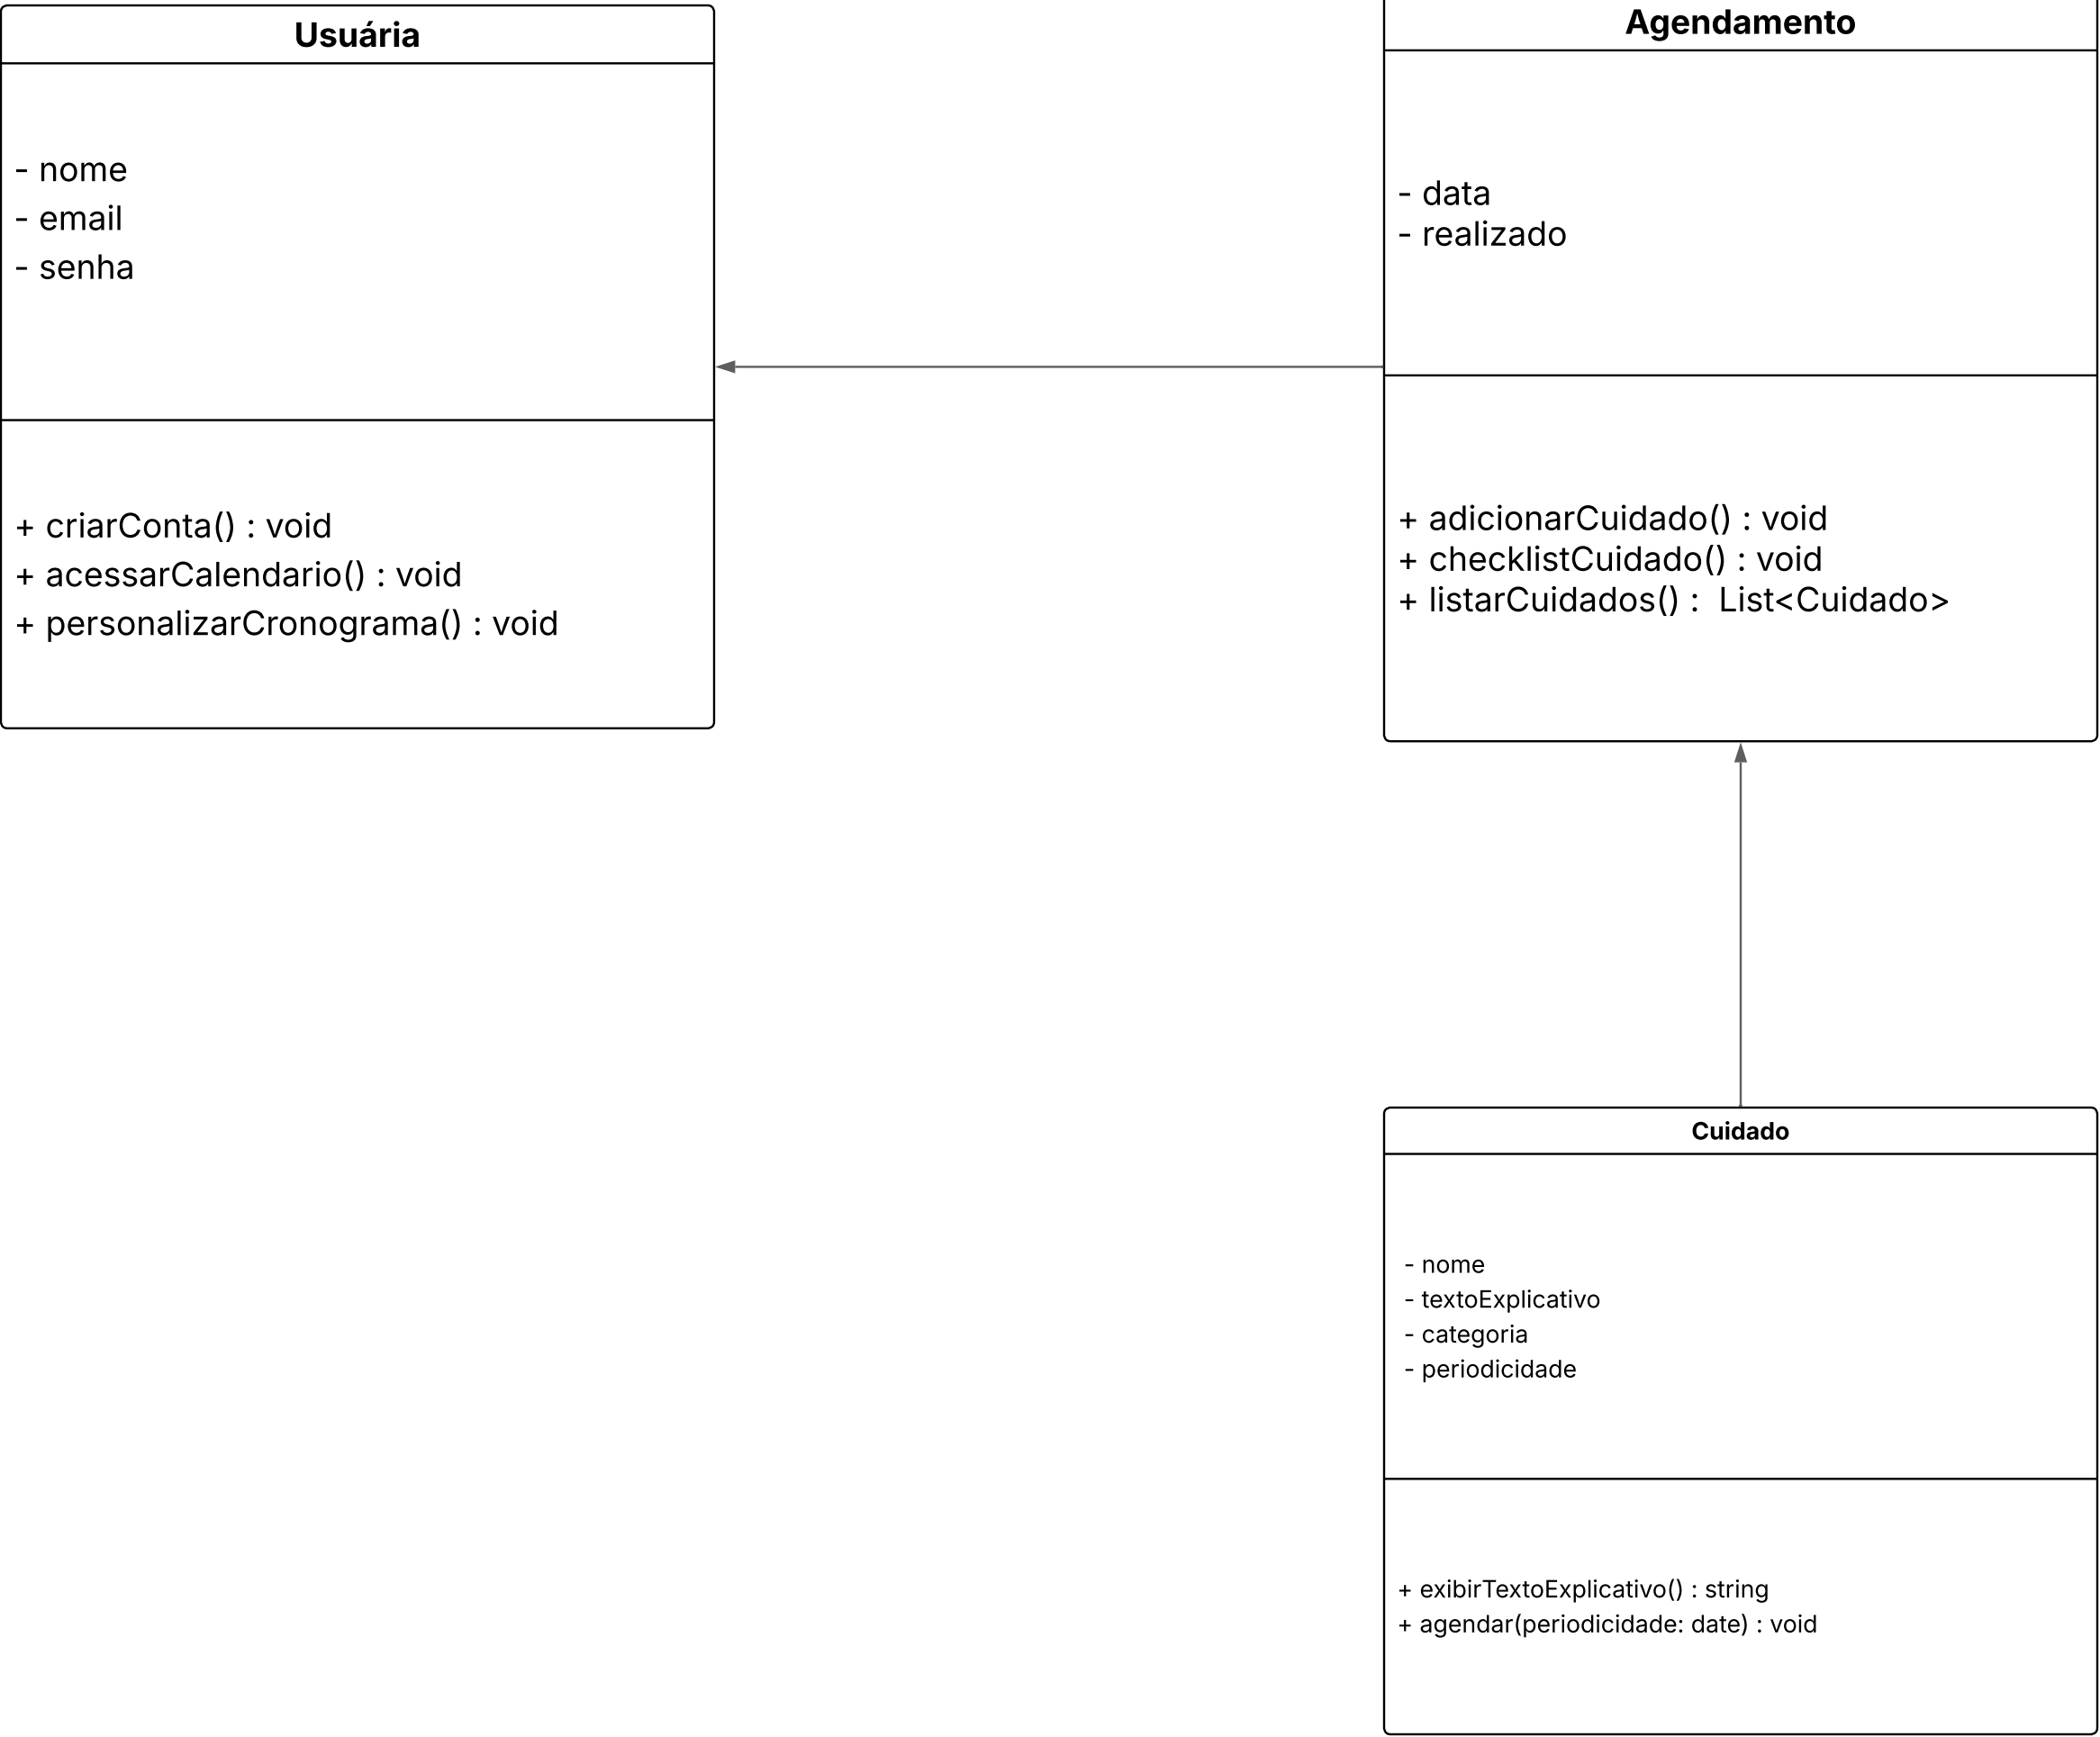 Usuária
- nome
- email
- senha
+ criarConta() : void
+ acessarCalendario() : void
+ personalizarCronograma() : void
Agendamento
- data
- realizado
+ adicionarCuidado() : void
+ checklistCuidado() : void
+ listarCuidados() :  List<Cuidado>
Cuidado
- nome
- textoExplicativo
- categoria
- periodicidade
+ exibirTextoExplicativo() : string
+ agendar(periodicidade: date) : void